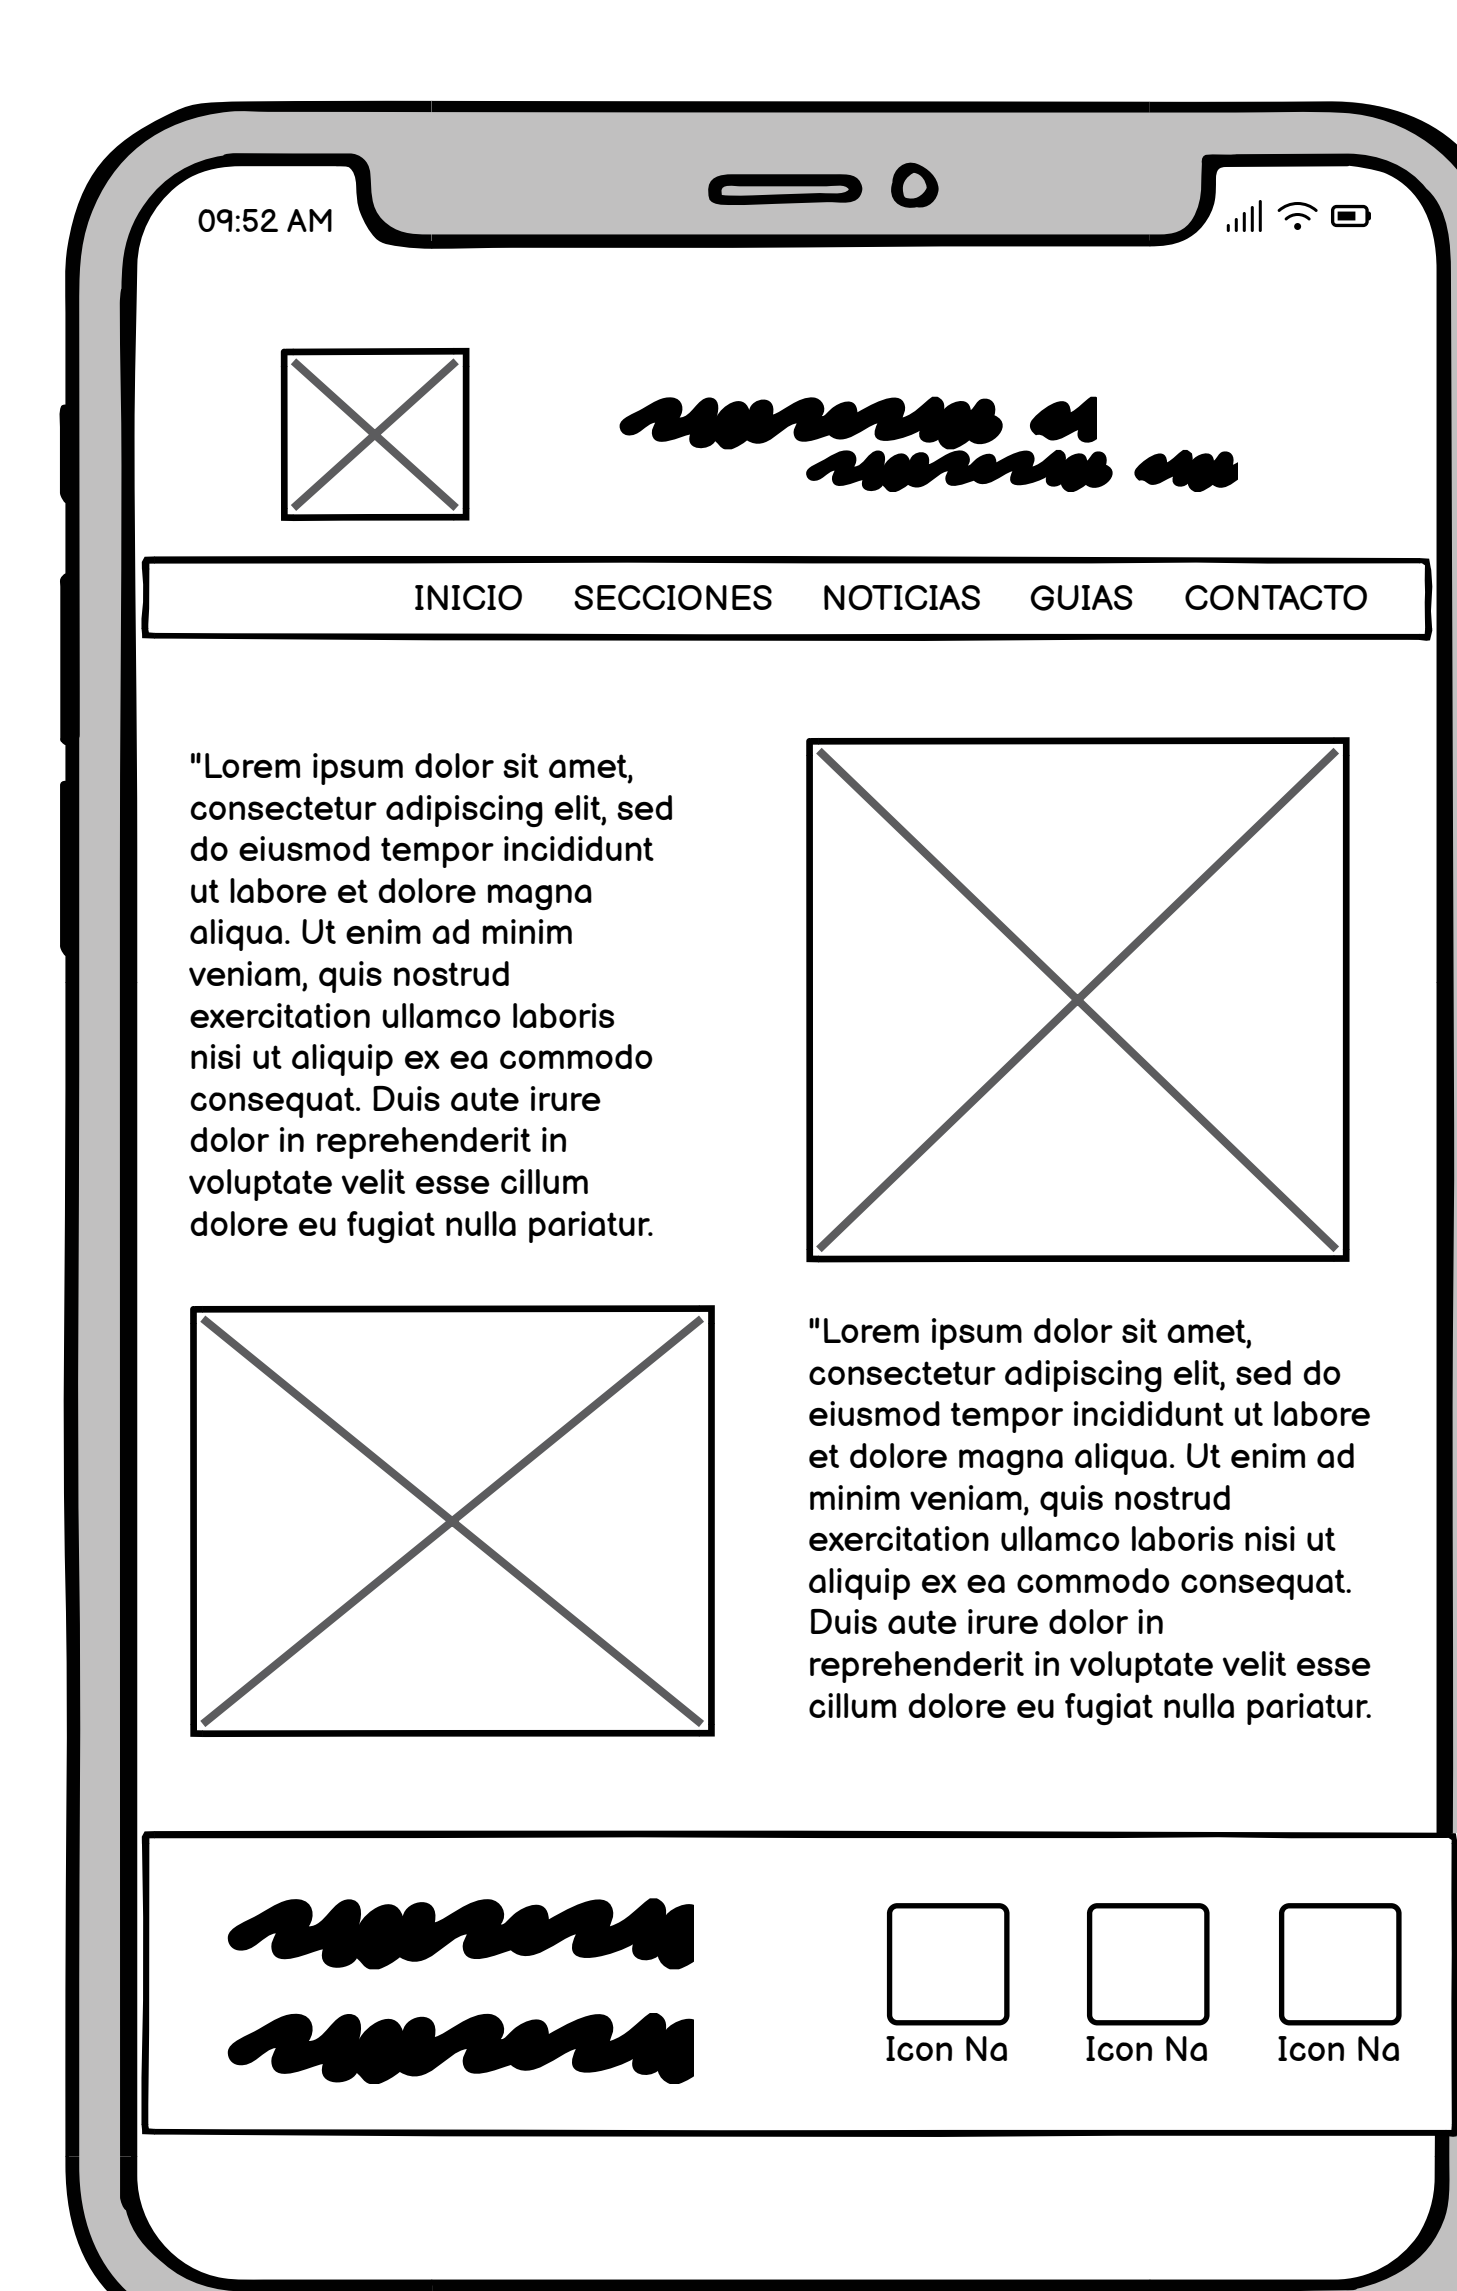 09:52 AM
INICIO SECCIONES NOTICIAS GUIAS CONTACTO
"Lorem ipsum dolor sit amet,
consectetur adipiscing elit, sed
do eiusmod tempor incididunt
ut labore et dolore magna
aliqua. Ut enim ad minim
veniam, quis nostrud
exercitation ullamco laboris
nisi ut aliquip ex ea commodo
consequat. Duis aute irure
dolor in reprehenderit in
voluptate velit esse cillum
dolore eu fugiat nulla pariatur.
"Lorem ipsum dolor sit amet,
consectetur adipiscing elit, sed do
eiusmod tempor incididunt ut labore
et dolore magna aliqua. Ut enim ad
minim veniam, quis nostrud
exercitation ullamco laboris nisi ut
aliquip ex ea commodo consequat.
Duis aute irure dolor in
reprehenderit in voluptate velit esse
cillum dolore eu fugiat nulla pariatur.
Icon Na Icon Na Icon Na